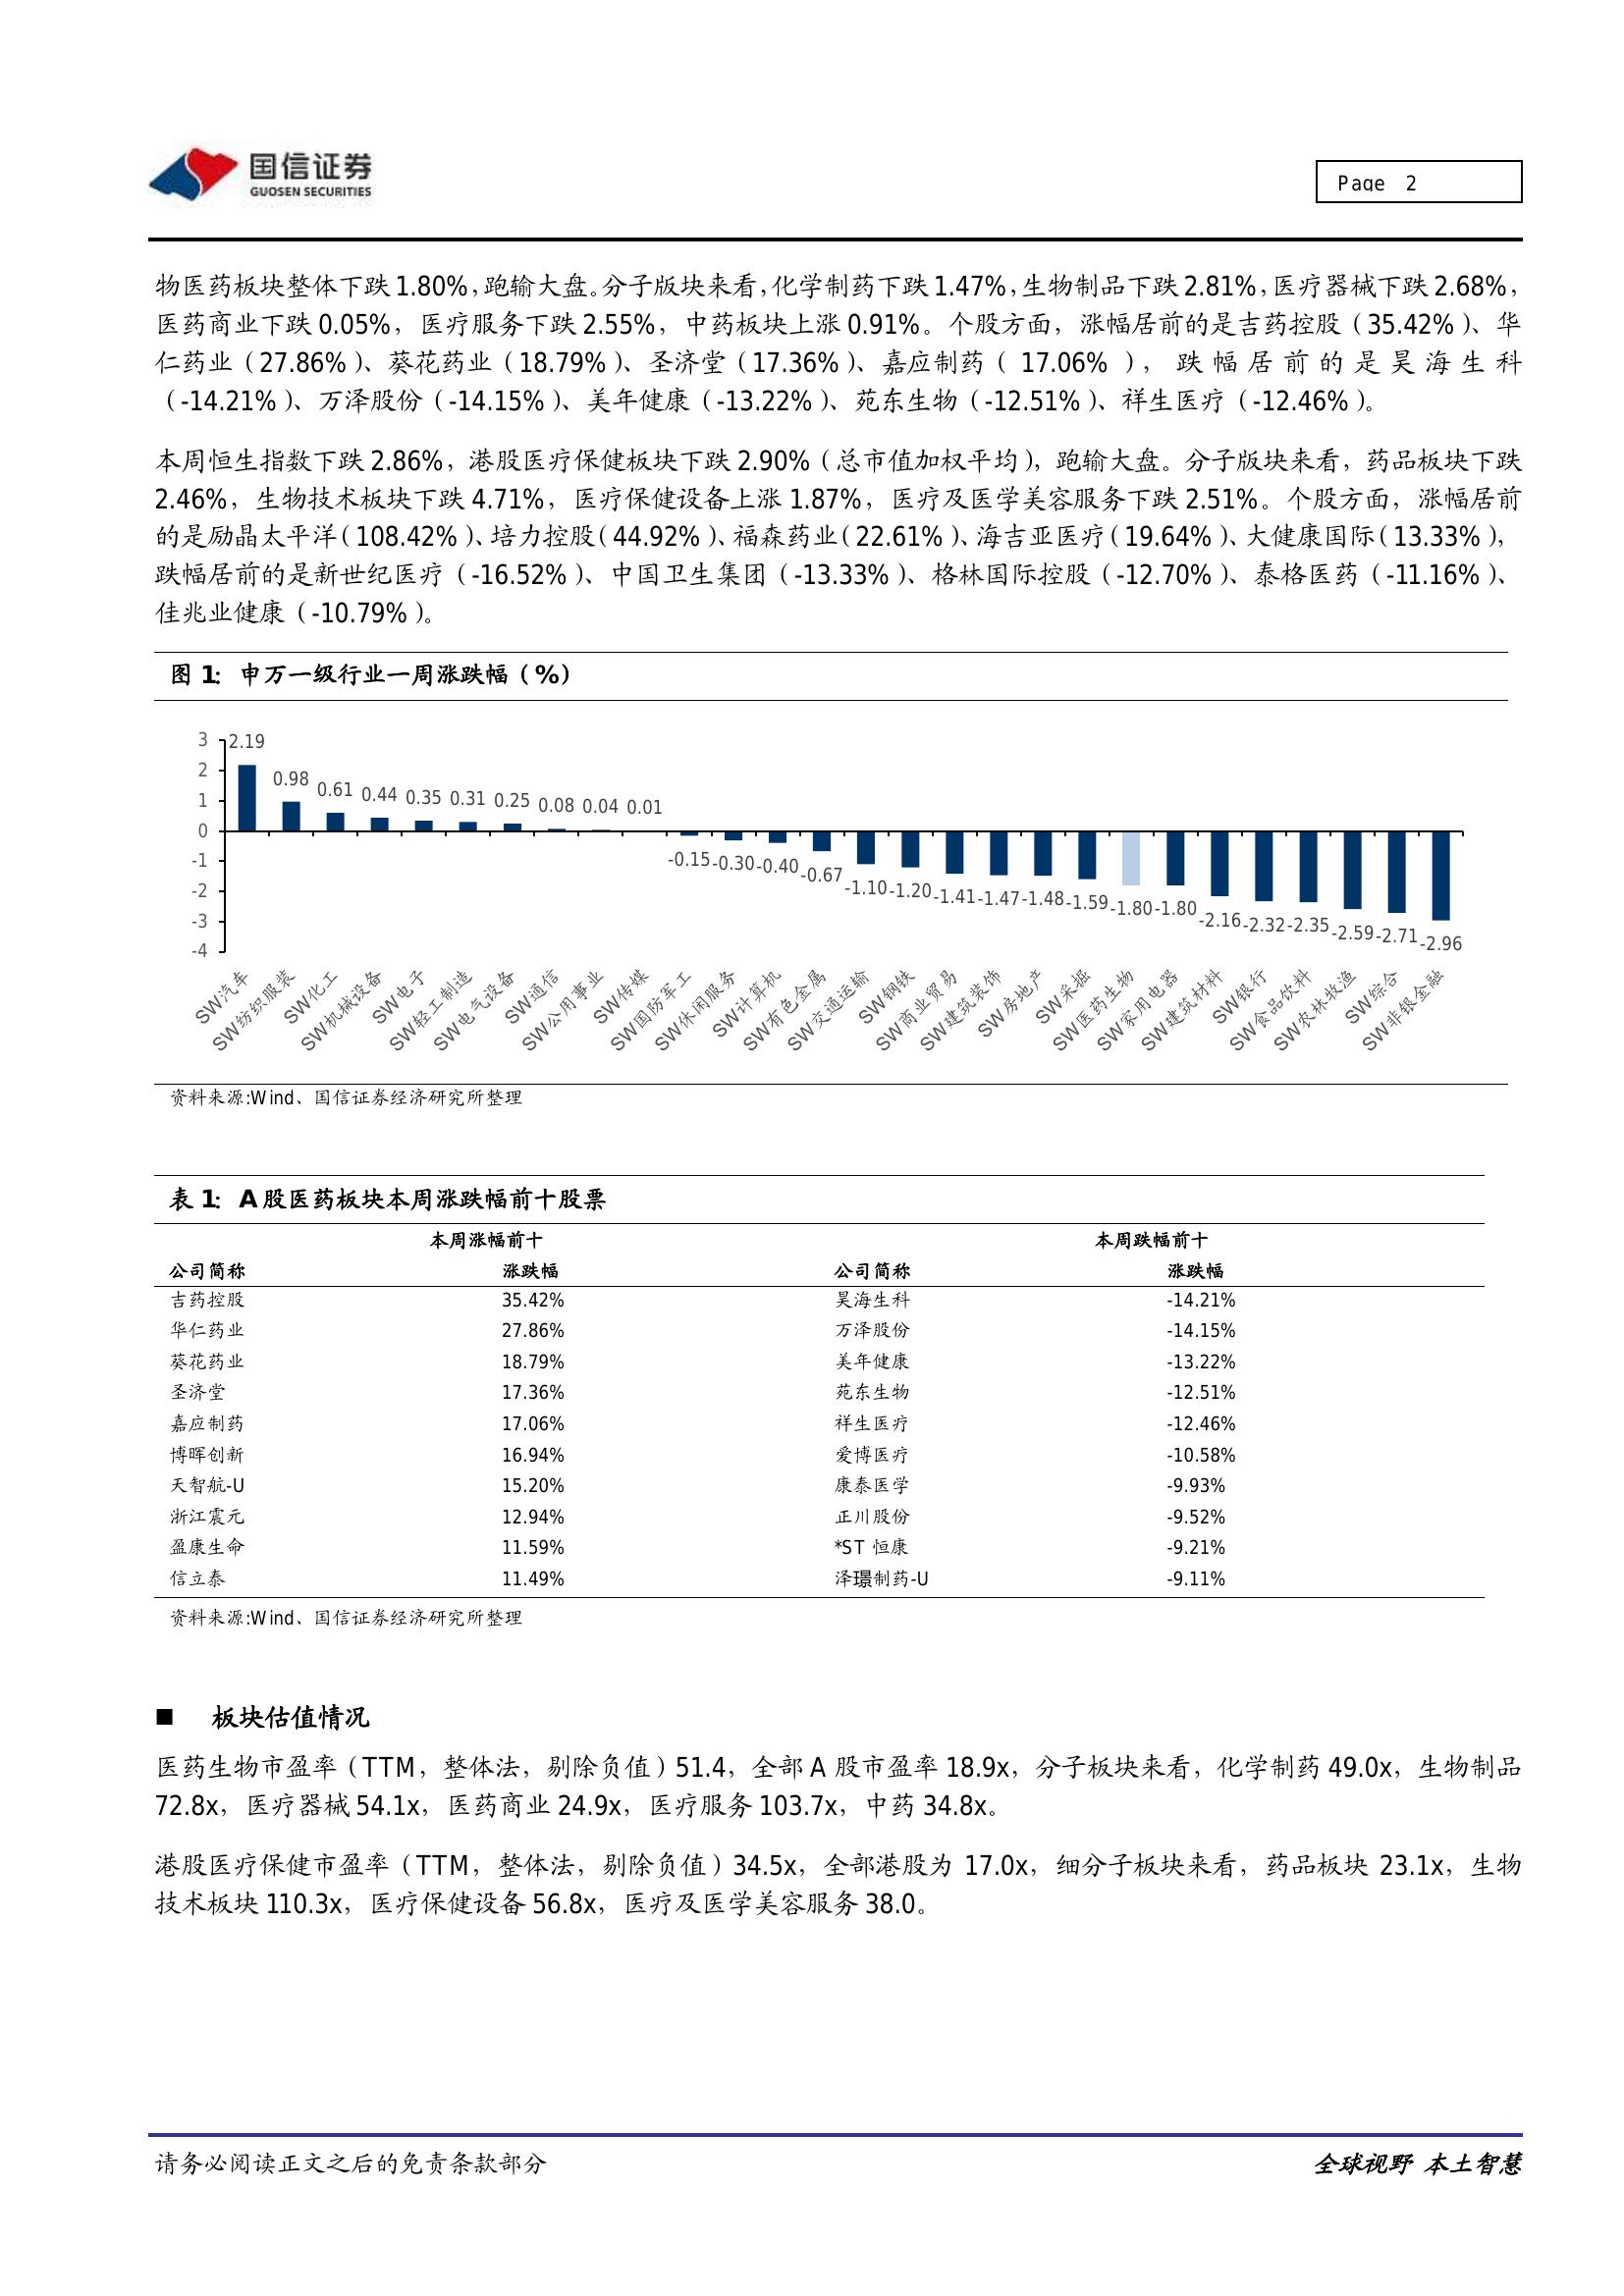 国信证券
GUOSEN SECURITIES
Page 2
物医药板块整体下跌1.80%，跑输大盘。分子版块来看，化学制药下跌1.47%，生物制品下跌2.81%，医疗器械下跌2.68%，
医药商业下跌0.05%，医疗服务下跌2.55%，中药板块上涨0.91%。个股方面，涨幅居前的是吉药控股（35.42%）、华
仁药业（27.86%）、葵花药业（18.79%）、圣济堂（17.36%）、嘉应制药（ 17.06% ），跌幅居前的是昊海生科
（-14.21%）、万泽股份（-14.15%）、美年健康（-13.22%）、苑东生物（-12.51%）、祥生医疗（-12.46%）。
本周恒生指数下跌2.86%，港股医疗保健板块下跌2.90%（总市值加权平均），跑输大盘。分子版块来看，药品板块下跌
2.46%，生物技术板块下跌4.71%，医疗保健设备上涨1.87%，医疗及医学美容服务下跌2.51%。个股方面，涨幅居前
的是励晶太平洋（108.42%）、培力控股（44.92%）、福森药业（22.61%）、海吉亚医疗（19.64%）、大健康国际（13.33%），
跌幅居前的是新世纪医疗（-16.52%）、中国卫生集团（-13.33%）、格林国际控股（-12.70%）、泰格医药（-11.16%）、
佳兆业健康（-10.79%）。
图1: 申万一级行业一周涨跌幅（%）
3
2
1
0
-1
-2
-3
-4
2.19 0.98 0.61 0.44 0.35 0.31 0.25 0.08 0.04 0.01 -0.15 -0.30 -0.40 -0.67 -1.10 -1.20 -1.41 -1.47 -1.48 -1.59 -1.80 -1.80 -2.16 -2.32 -2.35 -2.59 -2.71 -2.96
SW汽车 SW纺织服装 SW化工 SW机械设备 SW电子 SW轻工制造 SW电气设备 SW通信 SW公用事业 SW传媒 SW国防军工 SW休闲服务 SW计算机 SW有色金属 SW交通运输 SW钢铁 SW商业贸易 SW建筑装饰 SW房地产 SW采掘 SW医药生物 SW家用电器 SW建筑材料 SW银行 SW食品饮料 SW农林牧渔 SW综合 SW非银金融
资料来源:Wind、国信证券经济研究所整理
表1: A股医药板块本周涨跌幅前十股票
本周涨幅前十 本周跌幅前十
公司简称 涨跌幅 公司简称 涨跌幅
吉药控股 35.42% 昊海生科 -14.21%
华仁药业 27.86% 万泽股份 -14.15%
葵花药业 18.79% 美年健康 -13.22%
圣济堂 17.36% 苑东生物 -12.51%
嘉应制药 17.06% 祥生医疗 -12.46%
博晖创新 16.94% 爱博医疗 -10.58%
天智航-U 15.20% 康泰医学 -9.93%
浙江震元 12.94% 正川股份 -9.52%
盈康生命 11.59% *ST 恒康 -9.21%
信立泰 11.49% 泽璟制药-U -9.11%
资料来源:Wind、国信证券经济研究所整理
■ 板块估值情况
医药生物市盈率（TTM，整体法，剔除负值）51.4，全部A股市盈率18.9x，分子板块来看，化学制药49.0x，生物制品
72.8x，医疗器械54.1x，医药商业24.9x，医疗服务103.7x，中药34.8x。
港股医疗保健市盈率（TTM，整体法，剔除负值）34.5x，全部港股为 17.0x，细分子板块来看，药品板块 23.1x，生物
技术板块110.3x，医疗保健设备56.8x，医疗及医学美容服务38.0。
请务必阅读正文之后的免责条款部分
全球视野 本土智慧